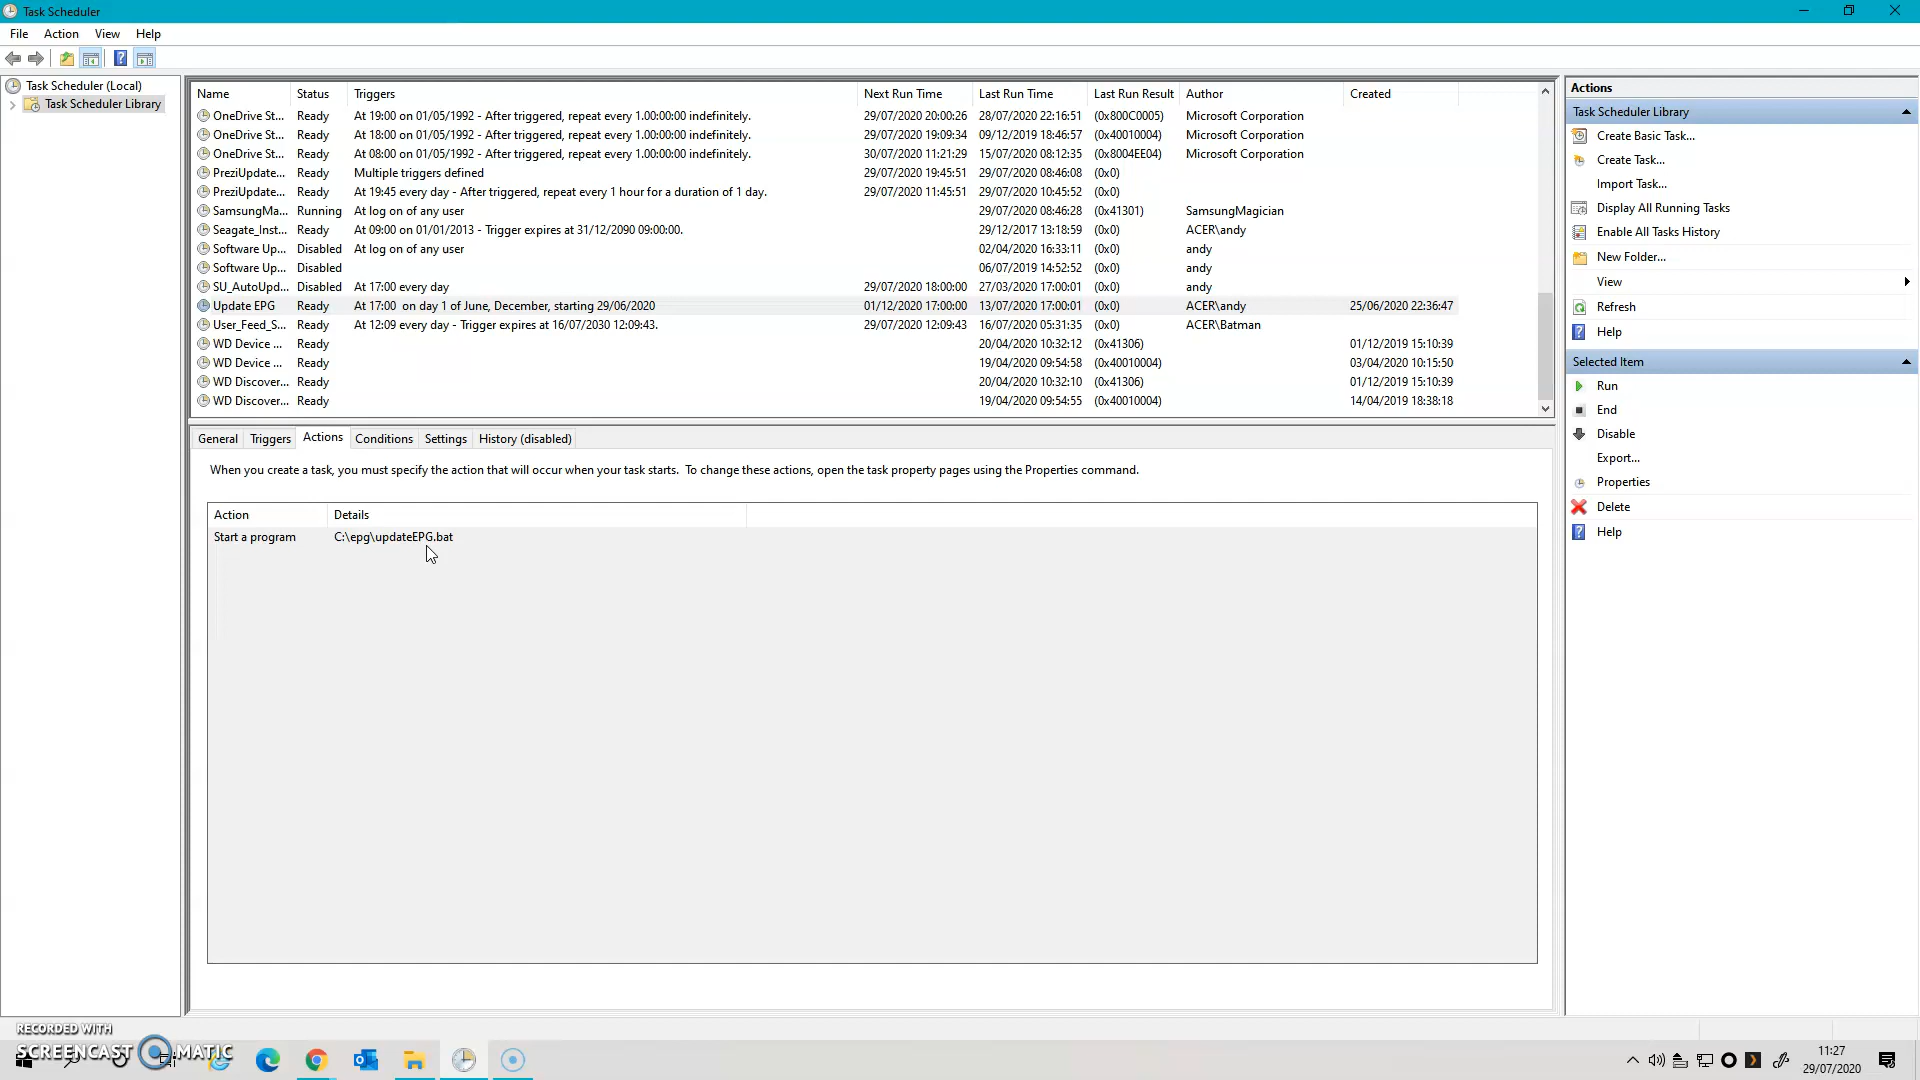 Task Scheduler
File Action View Help
Task Scheduler (Local)
Task Scheduler Library
Name Status Triggers Next Run Time Last Run Time Last Run Result Author Created
OneDrive St... Ready At 19:00 on 01/05/1992 - After triggered, repeat every 1.00:00:00 indefinitely. 29/07/2020 20:00:26 28/07/2020 22:16:51 (0x800C0005) Microsoft Corporation
OneDrive St... Ready At 18:00 on 01/05/1992 - After triggered, repeat every 1.00:00:00 indefinitely. 29/07/2020 19:09:34 09/12/2019 18:46:57 (0x40010004) Microsoft Corporation
OneDrive St... Ready At 08:00 on 01/05/1992 - After triggered, repeat every 1.00:00:00 indefinitely. 30/07/2020 11:21:29 15/07/2020 08:12:35 (0x8004EE04) Microsoft Corporation
PreziUpdate... Ready Multiple triggers defined 29/07/2020 19:45:51 29/07/2020 08:46:08 (0x0)
PreziUpdate... Ready At 19:45 every day - After triggered, repeat every 1 hour for a duration of 1 day. 29/07/2020 11:45:51 29/07/2020 10:45:52 (0x0)
SamsungMa... Running At log on of any user 29/07/2020 08:46:28 (0x41301) SamsungMagician
Seagate_Inst... Ready At 09:00 on 01/01/2013 - Trigger expires at 31/12/2090 09:00:00. 29/12/2017 13:18:59 (0x0) ACER\andy
Software Up... Disabled At log on of any user 02/04/2020 16:33:11 (0x0) andy
Software Up... Disabled 06/07/2019 14:52:52 (0x0) andy
SU_AutoUpd... Disabled At 17:00 every day 29/07/2020 18:00:00 27/03/2020 17:00:01 (0x0) andy
Update EPG Ready At 17:00 on day 1 of June, December, starting 29/06/2020 01/12/2020 17:00:00 13/07/2020 17:00:01 (0x0) ACER\andy 25/06/2020 22:36:47
User_Feed_S... Ready At 12:09 every day - Trigger expires at 16/07/2030 12:09:43. 29/07/2020 12:09:43 16/07/2020 05:31:35 (0x0) ACER\Batman
WD Device ... Ready 20/04/2020 10:32:12 (0x41306) 01/12/2019 15:10:39
WD Device ... Ready 19/04/2020 09:54:58 (0x40010004) 03/04/2020 10:15:50
WD Discover... Ready 20/04/2020 10:32:10 (0x41306) 01/12/2019 15:10:39
WD Discover... Ready 19/04/2020 09:54:55 (0x40010004) 14/04/2019 18:38:18
General Triggers Actions Conditions Settings History (disabled)
When you create a task, you must specify the action that will occur when your task starts. To change these actions, open the task property pages using the Properties command.
Action Details
Start a program C:\epg\updateEPG.bat
Actions
Task Scheduler Library
Create Basic Task...
Create Task...
Import Task...
Display All Running Tasks
Enable All Tasks History
New Folder...
View
Refresh
Help
Selected Item
Run
End
Disable
Export...
Properties
Delete
Help
RECORDED WITH
SCREENCAST MATIC
11:27
29/07/2020